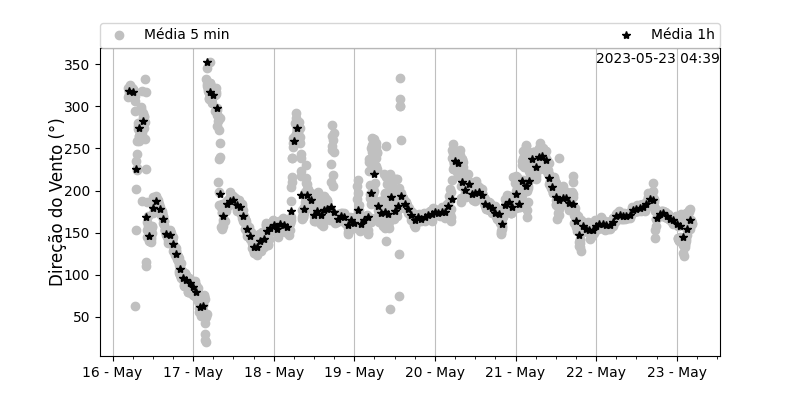 Média 5 min
Média 1h
2023-05-23 04:39
Direção do Vento (°)
350
300
250
200
150
100
50
16 - May
17 - May
18 - May
19 - May
20 - May
21 - May
22 - May
23 - May